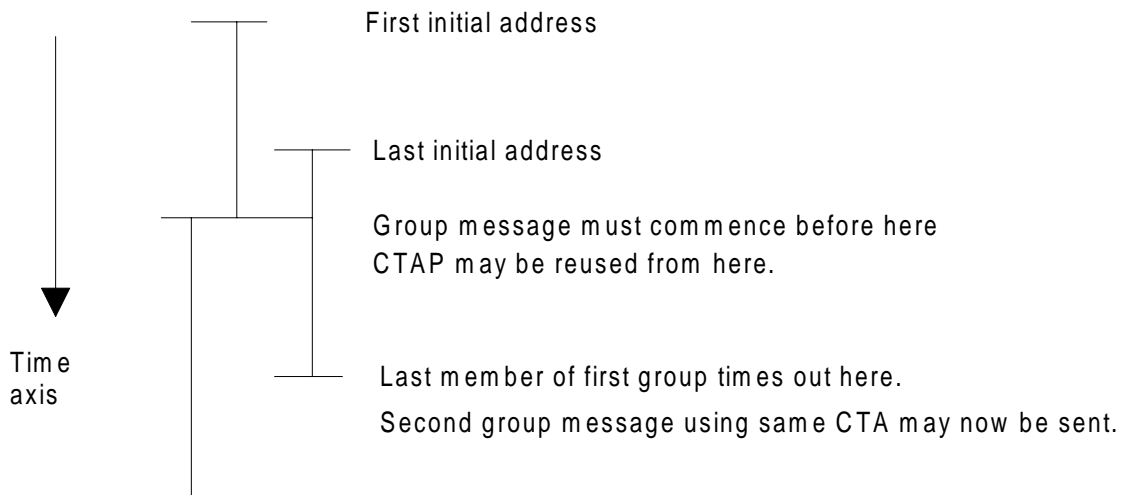 First initial address
Last initial address
Group message must commence before here
CTAP may be reused from here.
Time
axis
Last member of first group times out here.
Second group message using same CTA may now be sent.